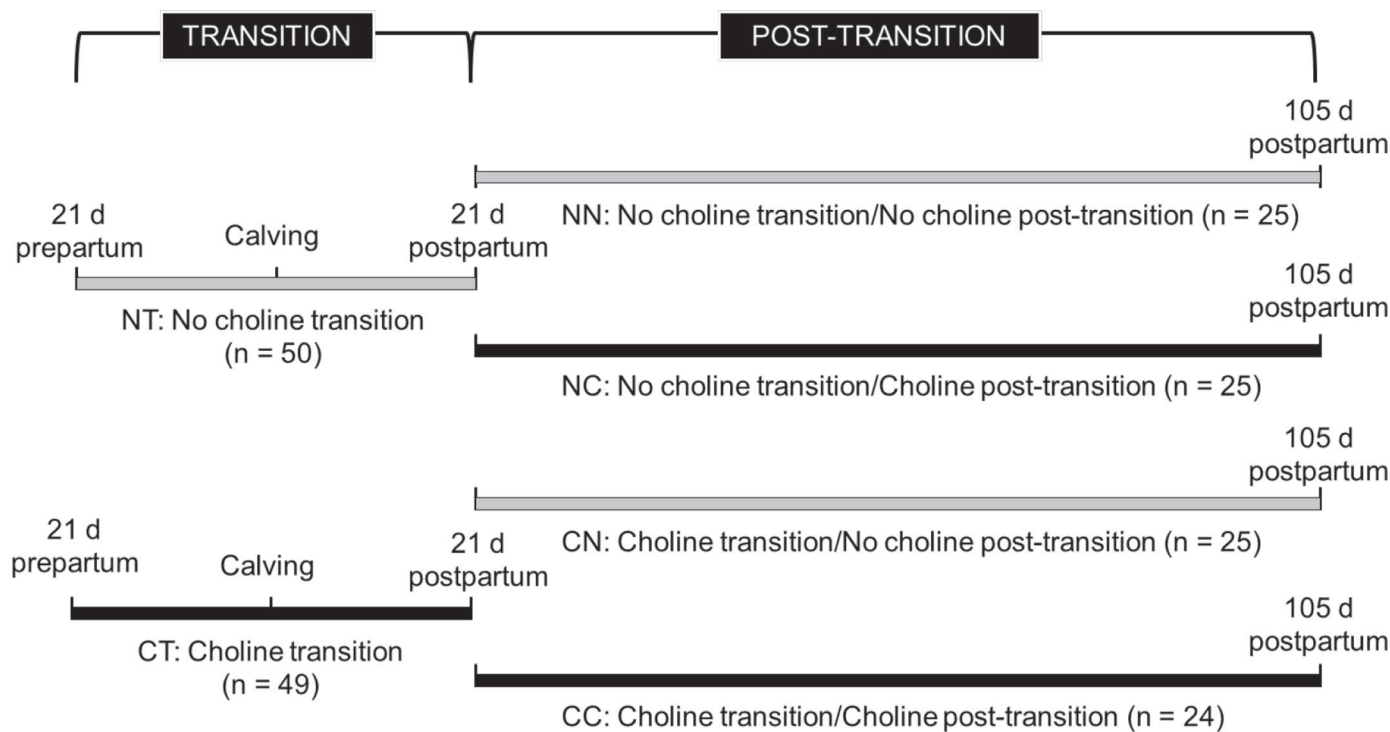 TRANSITION
POST-TRANSITION
105 d
postpartum
21 d
prepartum
Calving
21 d
postpartum
NN: No choline transition/No choline post-transition (n = 25)
NT: No choline transition
(n = 50)
105 d
postpartum
NC: No choline transition/Choline post-transition (n = 25)
105 d
postpartum
21 d
prepartum
Calving
21 d
postpartum
CN: Choline transition/No choline post-transition (n = 25)
CT: Choline transition
(n = 49)
105 d
postpartum
CC: Choline transition/Choline post-transition (n = 24)